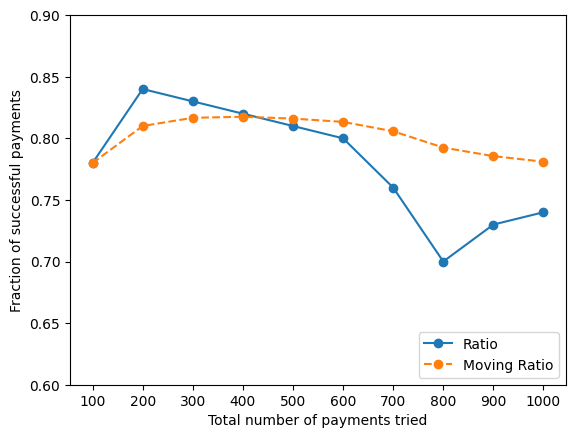 0.90
0.85
0.80
0.75
0.70
0.65
0.60
Fraction of successful payments
100 200 300 400 500 600 700 800 900 1000
Total number of payments tried
Ratio
Moving Ratio